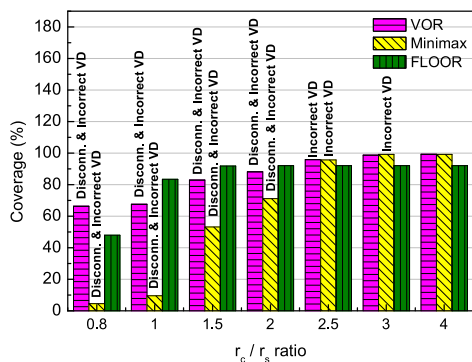 180
160
140
120
100
80
60
40
20
0
Coverage (%)
VOR
Minimax
FLOOR
Disconn. & Incorrect VD
Disconn. & Incorrect VD
Disconn. & Incorrect VD
Disconn. & Incorrect VD
Disconn. & Incorrect VD
Disconn. & Incorrect VD
Disconn. & Incorrect VD
Disconn. & Incorrect VD
Incorrect VD
Incorrect VD
Incorrect VD
0.8 1 1.5 2 2.5 3 4
r_c / r_s ratio